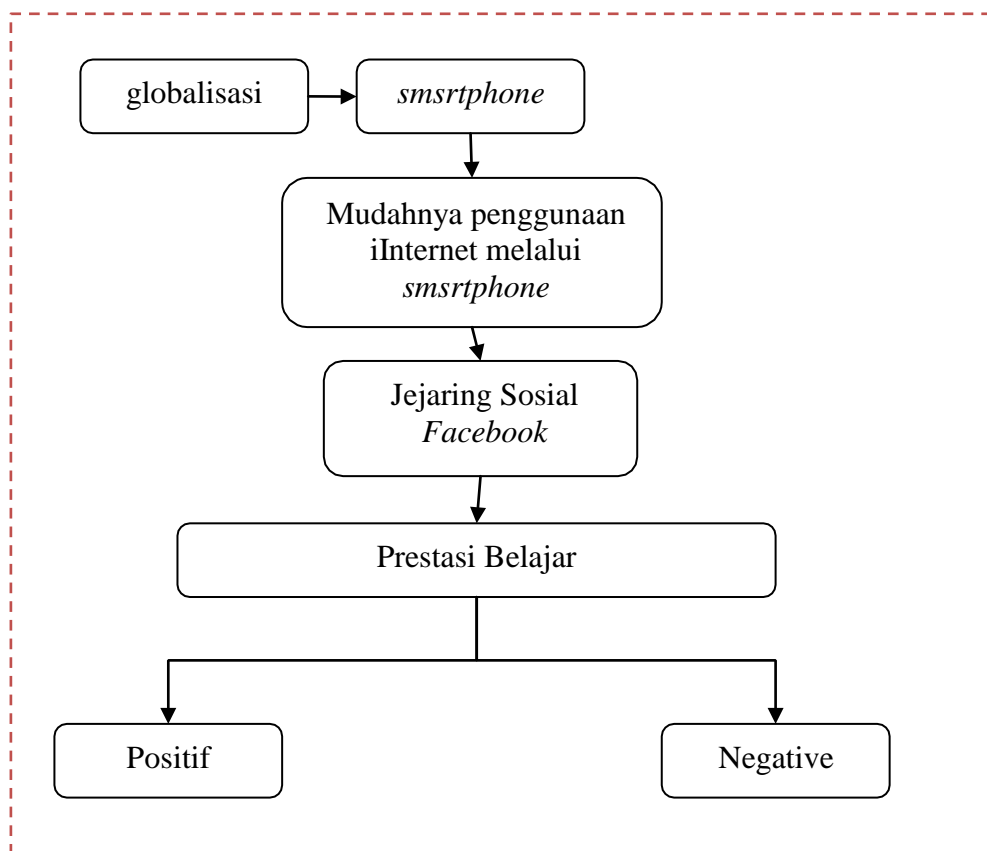 globalisasi
smsrtphone
Mudahnya penggunaan
iInternet melalui
smsrtphone
Jejaring Sosial
Facebook
Prestasi Belajar
Positif
Negative